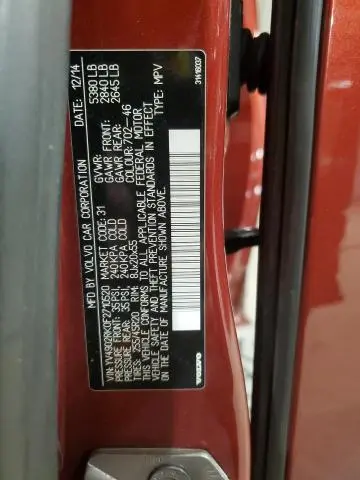 MFD BY: VOLVO CAR CORPORATION DATE: 12/14
GVWR: 5380 LB
GAWR FRONT: 2840 LB
GAWR REAR: 2645 LB
VIN: YV4902RK0F2710520 MARKET CODE: 31 COLOUR: 702--46
PRESSURE FRONT: 35PSI, 240KPA COLD
PRESSURE REAR: 35PSI, 240KPA COLD
TIRES: 255/45R20 RIM: 8Jx20x55 TYPE: MPV
THIS VEHICLE CONFORMS TO ALL APPLICABLE FEDERAL MOTOR
VEHICLE SAFETY AND THEFT PREVENTION STANDARDS IN EFFECT
ON THE DATE OF MANUFACTURE SHOWN ABOVE.
VOLVO 31416037